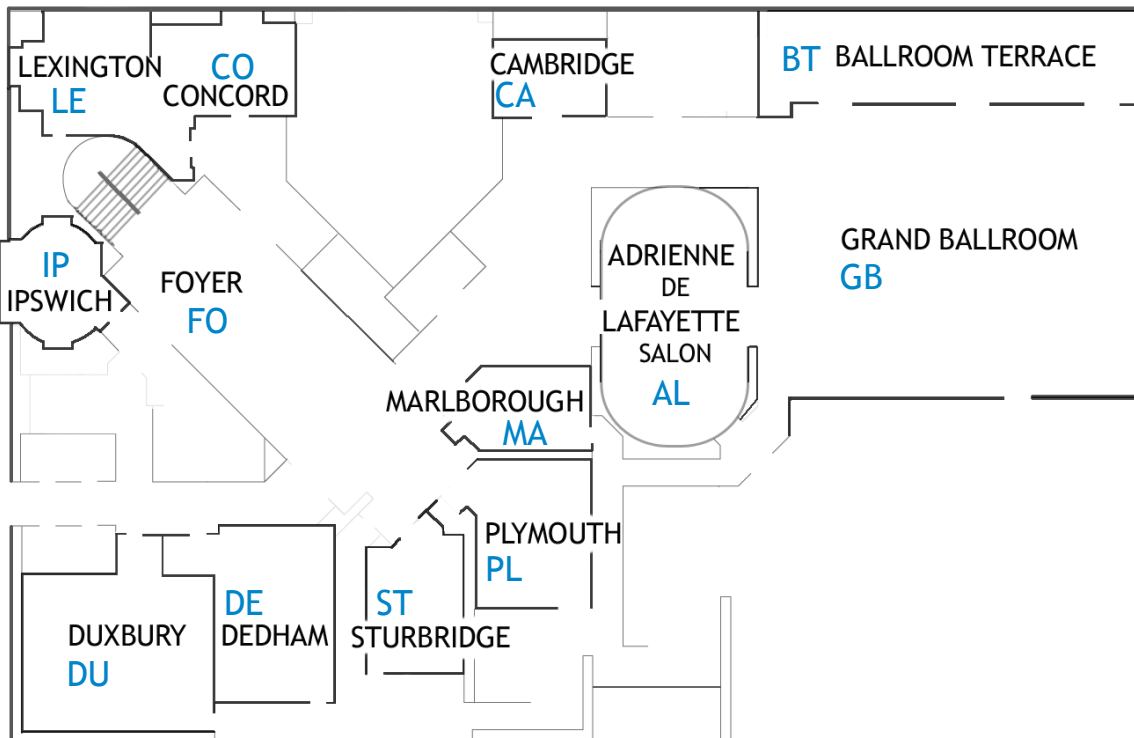 LEXINGTON
LE
CO
CONCORD
CAMBRIDGE
CA
BT BALLROOM TERRACE
IP
IPSWICH
FOYER
FO
ADRIENNE
DE
LAFAYETTE
SALON
AL
GRAND BALLROOM
GB
MARLBOROUGH
MA
PLYMOUTH
PL
DUXBURY
DU
DE
DEDHAM
ST
STURBRIDGE